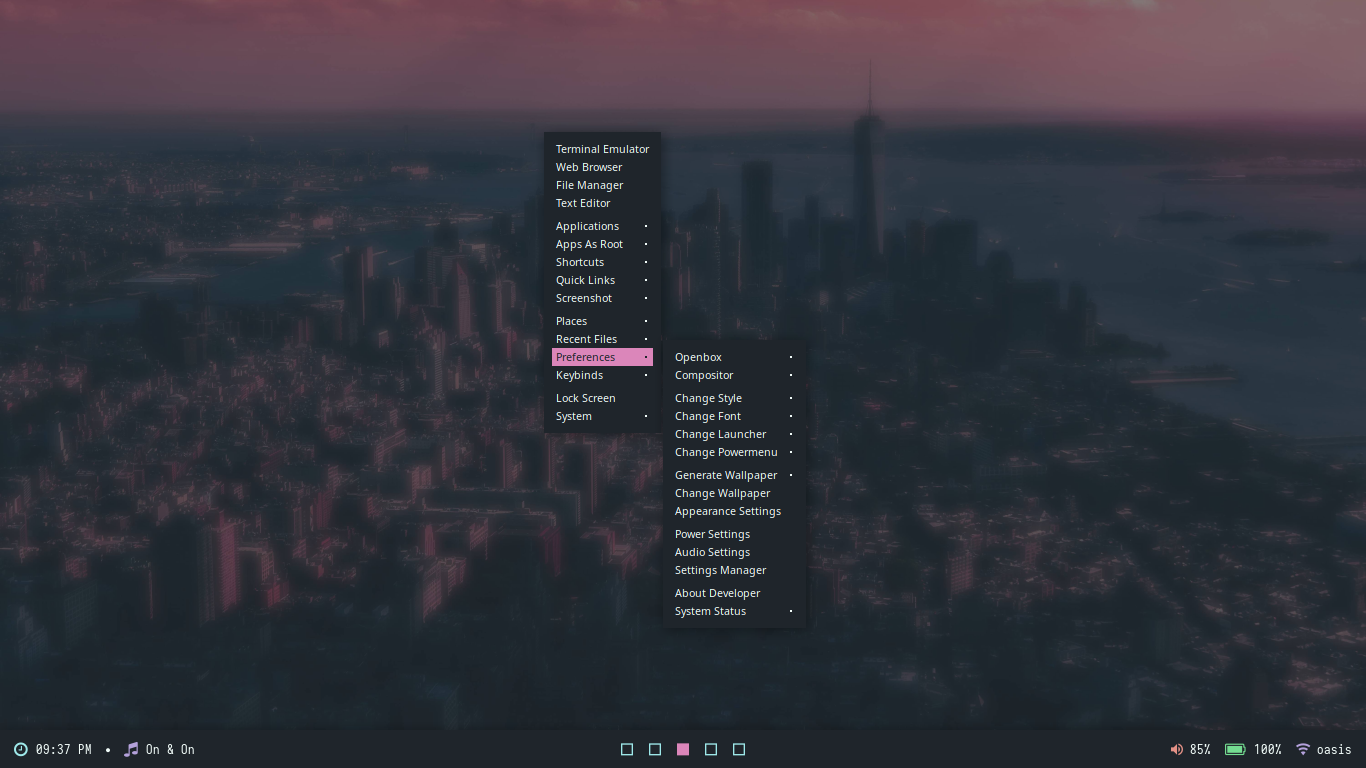 Terminal Emulator
Web Browser
File Manager
Text Editor
Applications
Apps As Root
Shortcuts
Quick Links
Screenshot
Places
Recent Files
Preferences
Keybinds
Lock Screen
System
Openbox
Compositor
Change Style
Change Font
Change Launcher
Change Powermenu
Generate Wallpaper
Change Wallpaper
Appearance Settings
Power Settings
Audio Settings
Settings Manager
About Developer
System Status
09:37 PM • On & On
85% 100% oasis